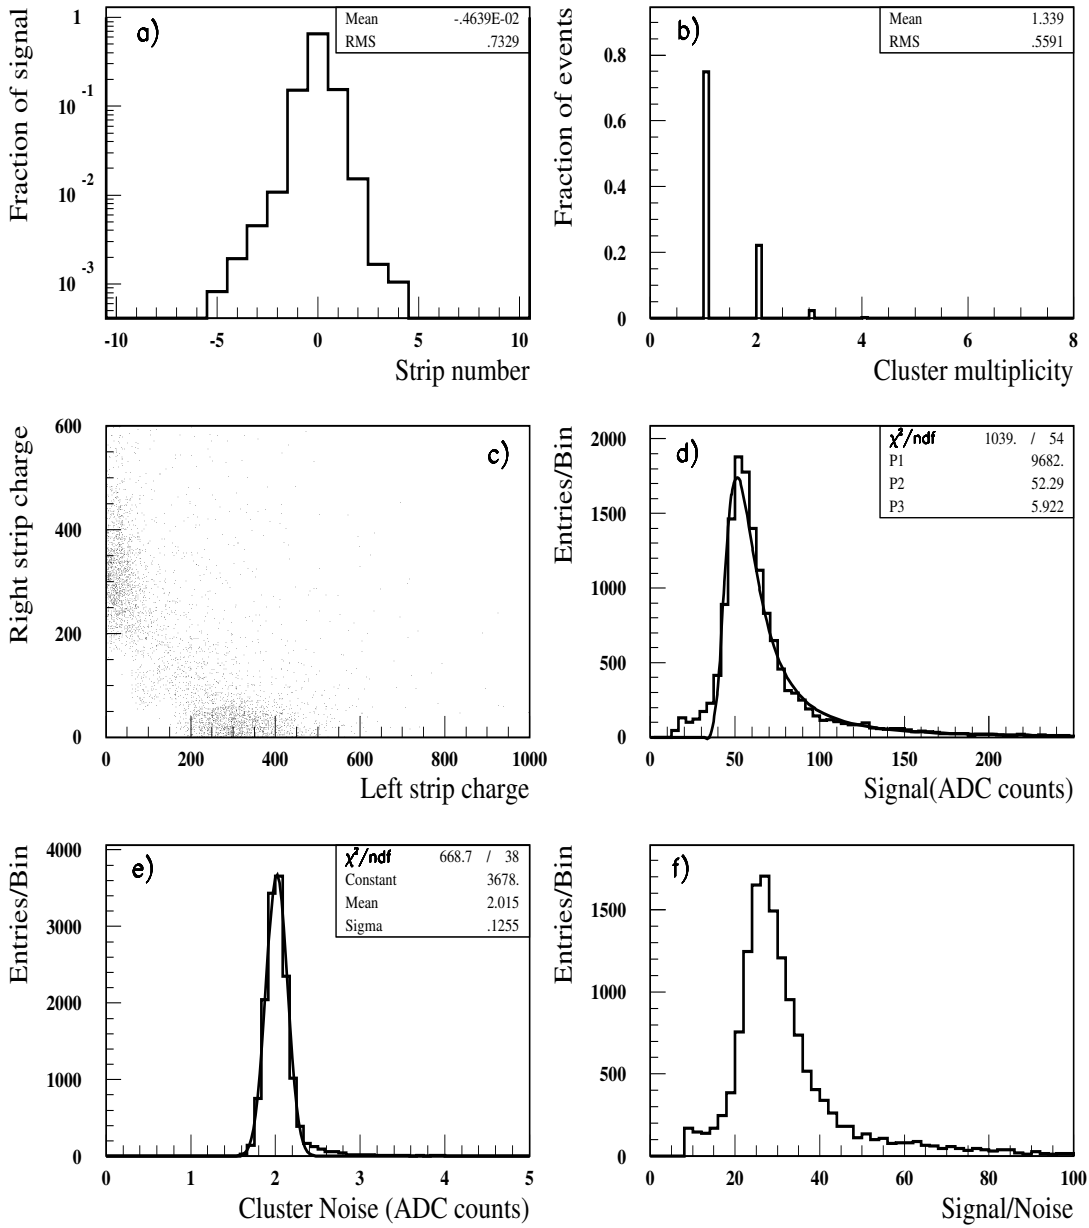 a)
Mean -.4639E-02
RMS .7329
Fraction of signal
1
10 -1
10 -2
10 -3
-10 -5 0 5 10
Strip number
b)
Mean 1.339
RMS .5591
Fraction of events
0.8
0.6
0.4
0.2
0
0 2 4 6 8
Cluster multiplicity
c)
Right strip charge
600
400
200
0
0 200 400 600 800 1000
Left strip charge
d)
χ²/ndf 1039. / 54
P1 9682.
P2 52.29
P3 5.922
Entries/Bin
2000
1500
1000
500
0
0 50 100 150 200
Signal(ADC counts)
e)
χ²/ndf 668.7 / 38
Constant 3678.
Mean 2.015
Sigma .1255
Entries/Bin
4000
3000
2000
1000
0
0 1 2 3 4 5
Cluster Noise (ADC counts)
f)
Entries/Bin
1500
1000
500
0
0 20 40 60 80 100
Signal/Noise